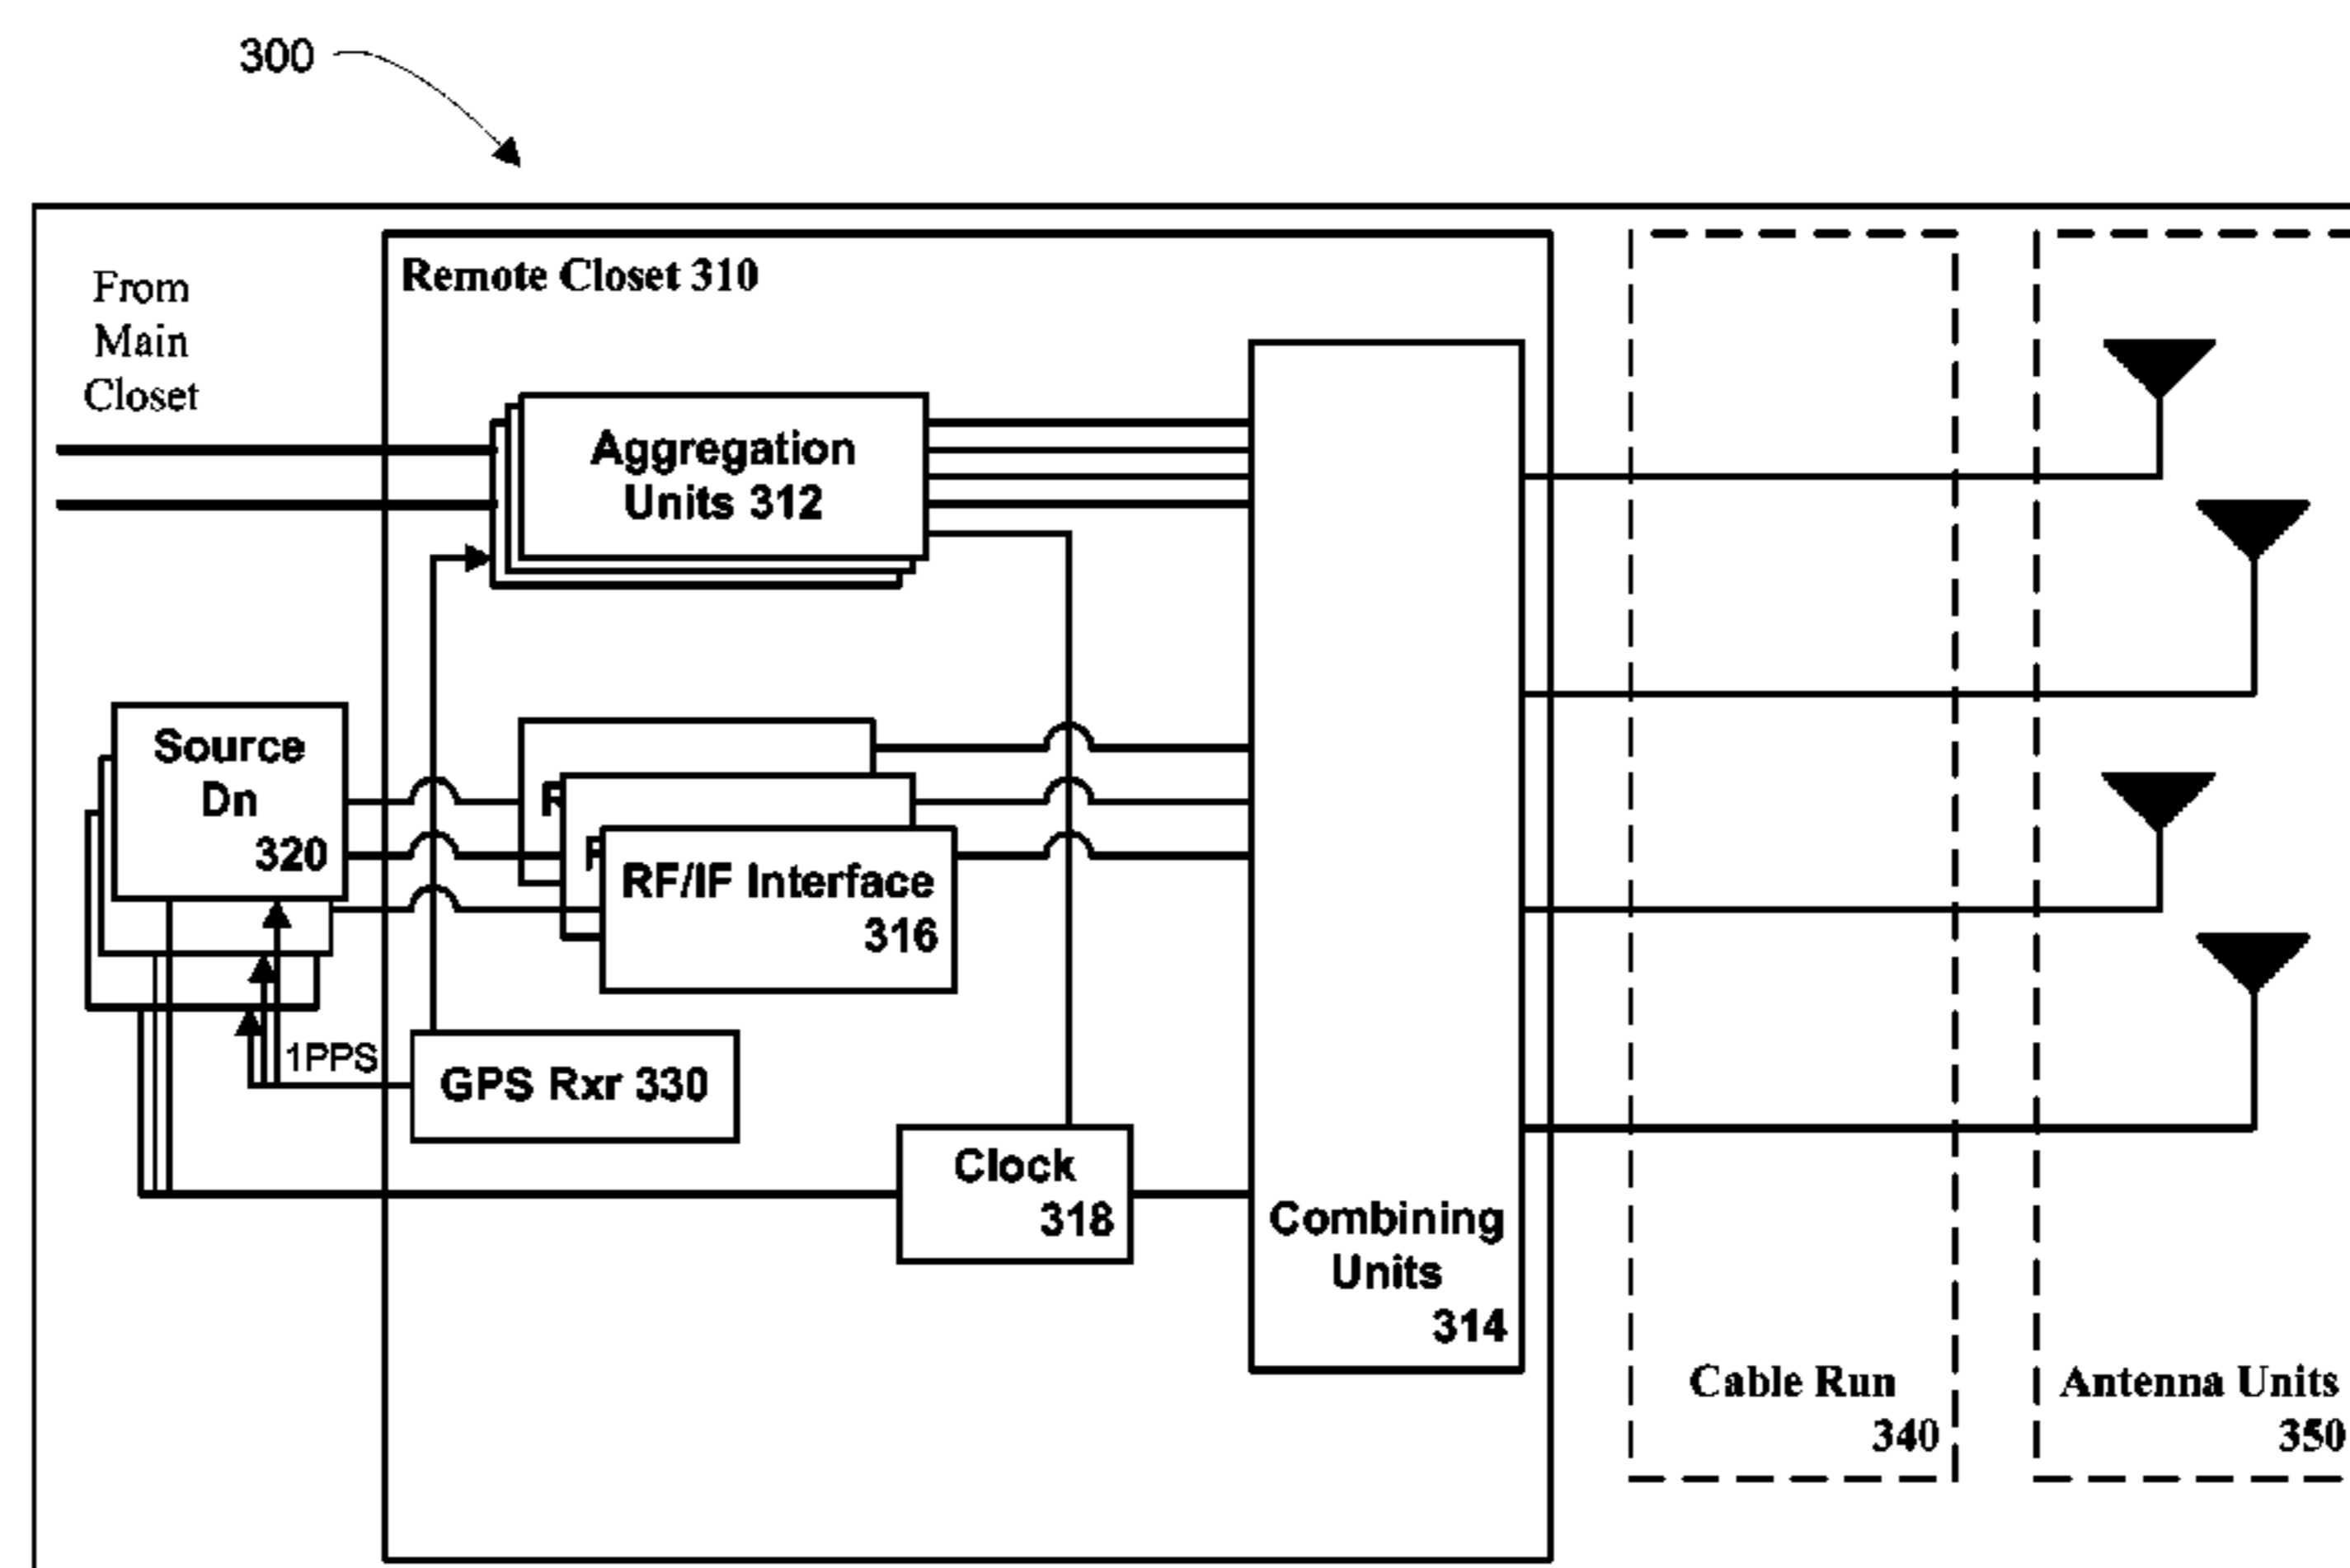 300
From
Main
Closet
Remote Closet 310
Aggregation
Units 312
Source
Dn
320
R
RF/IF Interface
316
1PPS
GPS Rxr 330
Clock
318
Combining
Units
314
Cable Run
340
Antenna Units
350